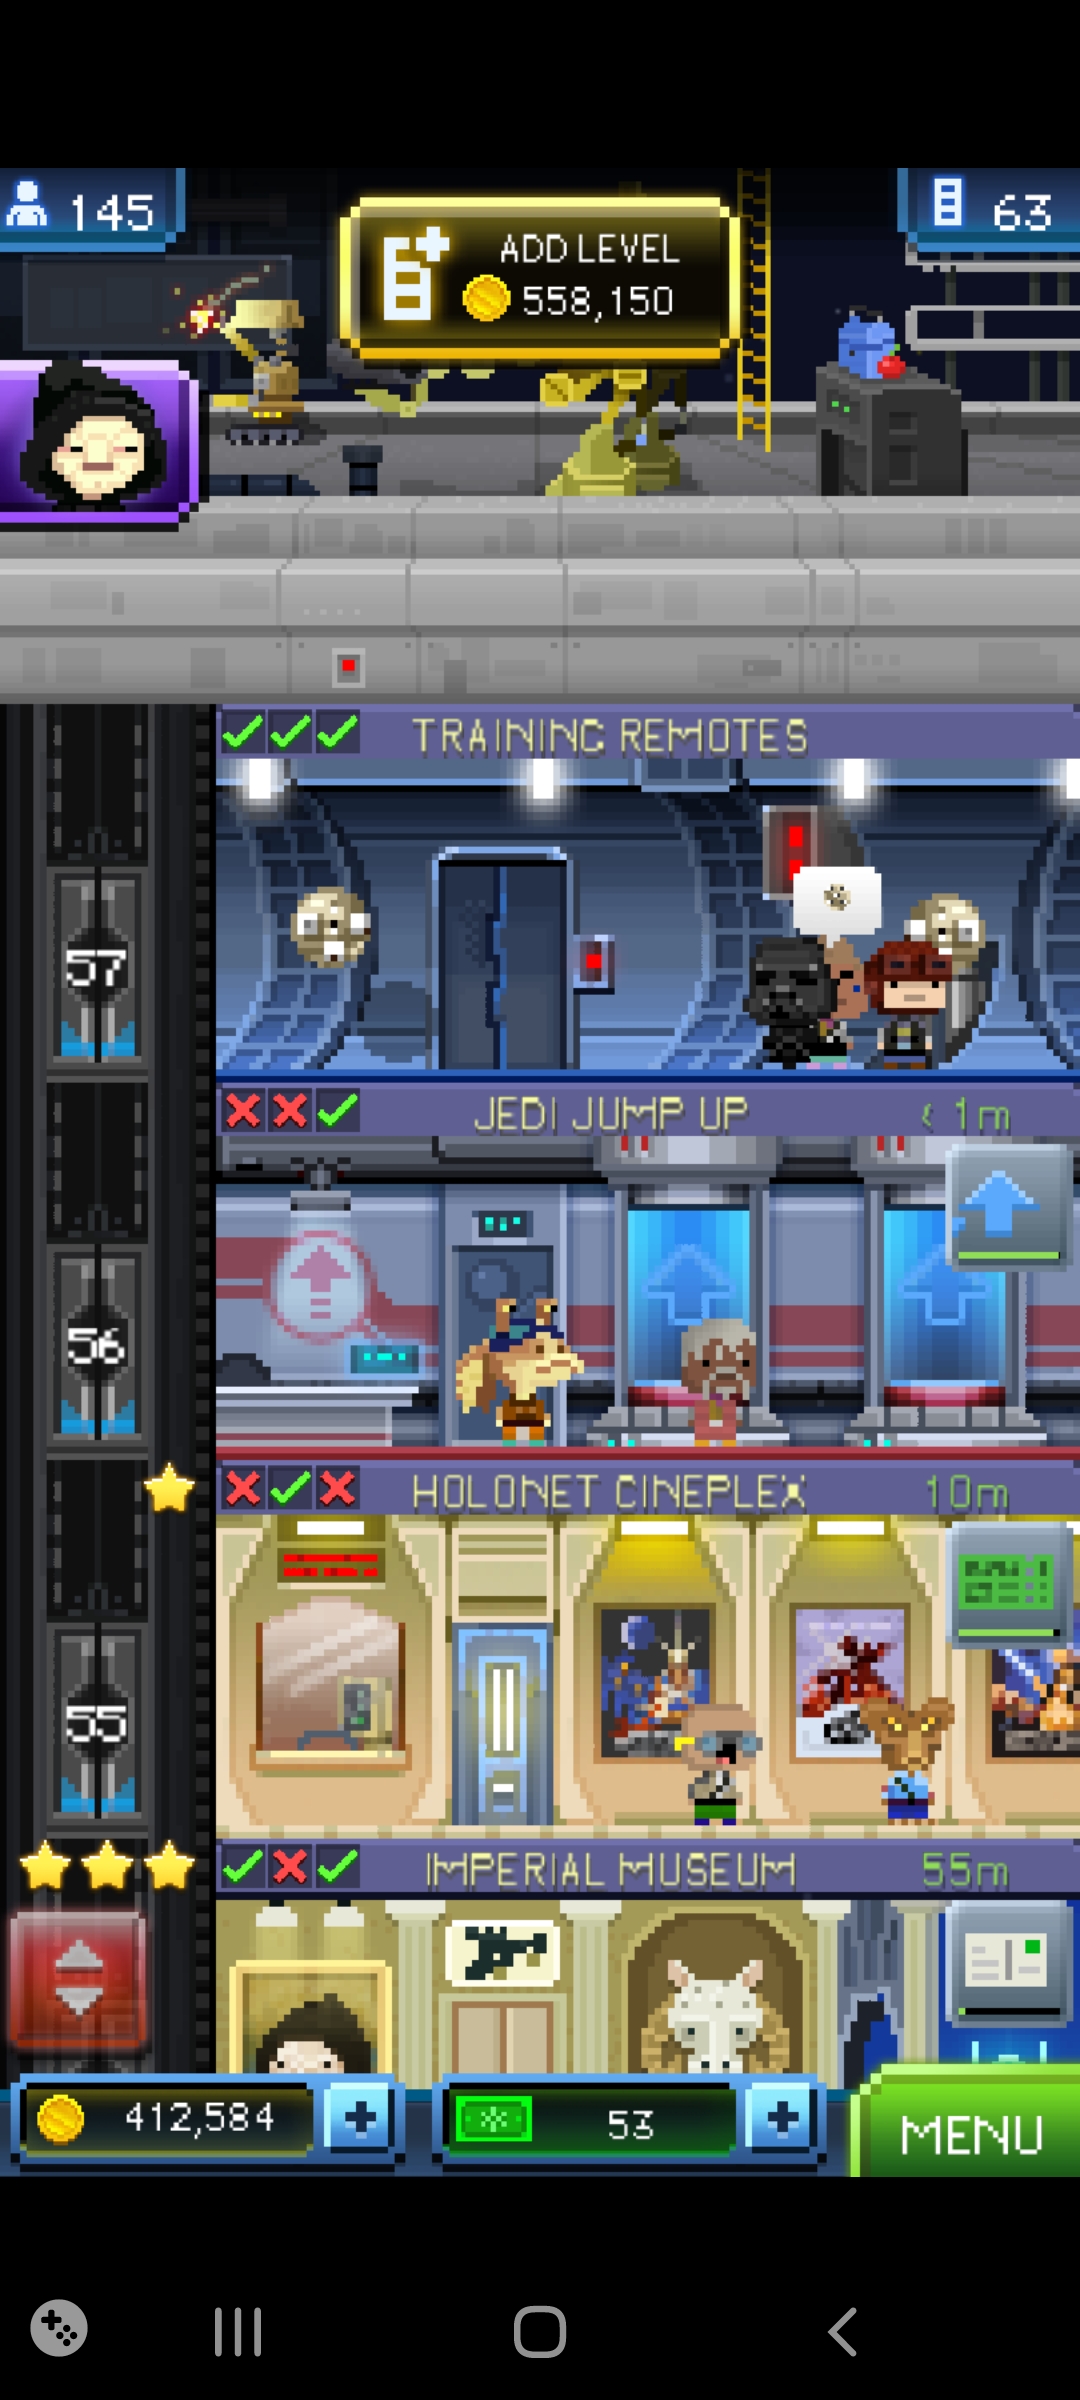 145
ADD LEVEL
558,150
63
TRAINING REMOTES
57
JEDI JUMP UP < 1m
56
HOLONET CINEPLEX 10m
55
IMPERIAL MUSEUM 55m
412,584
53
MENU